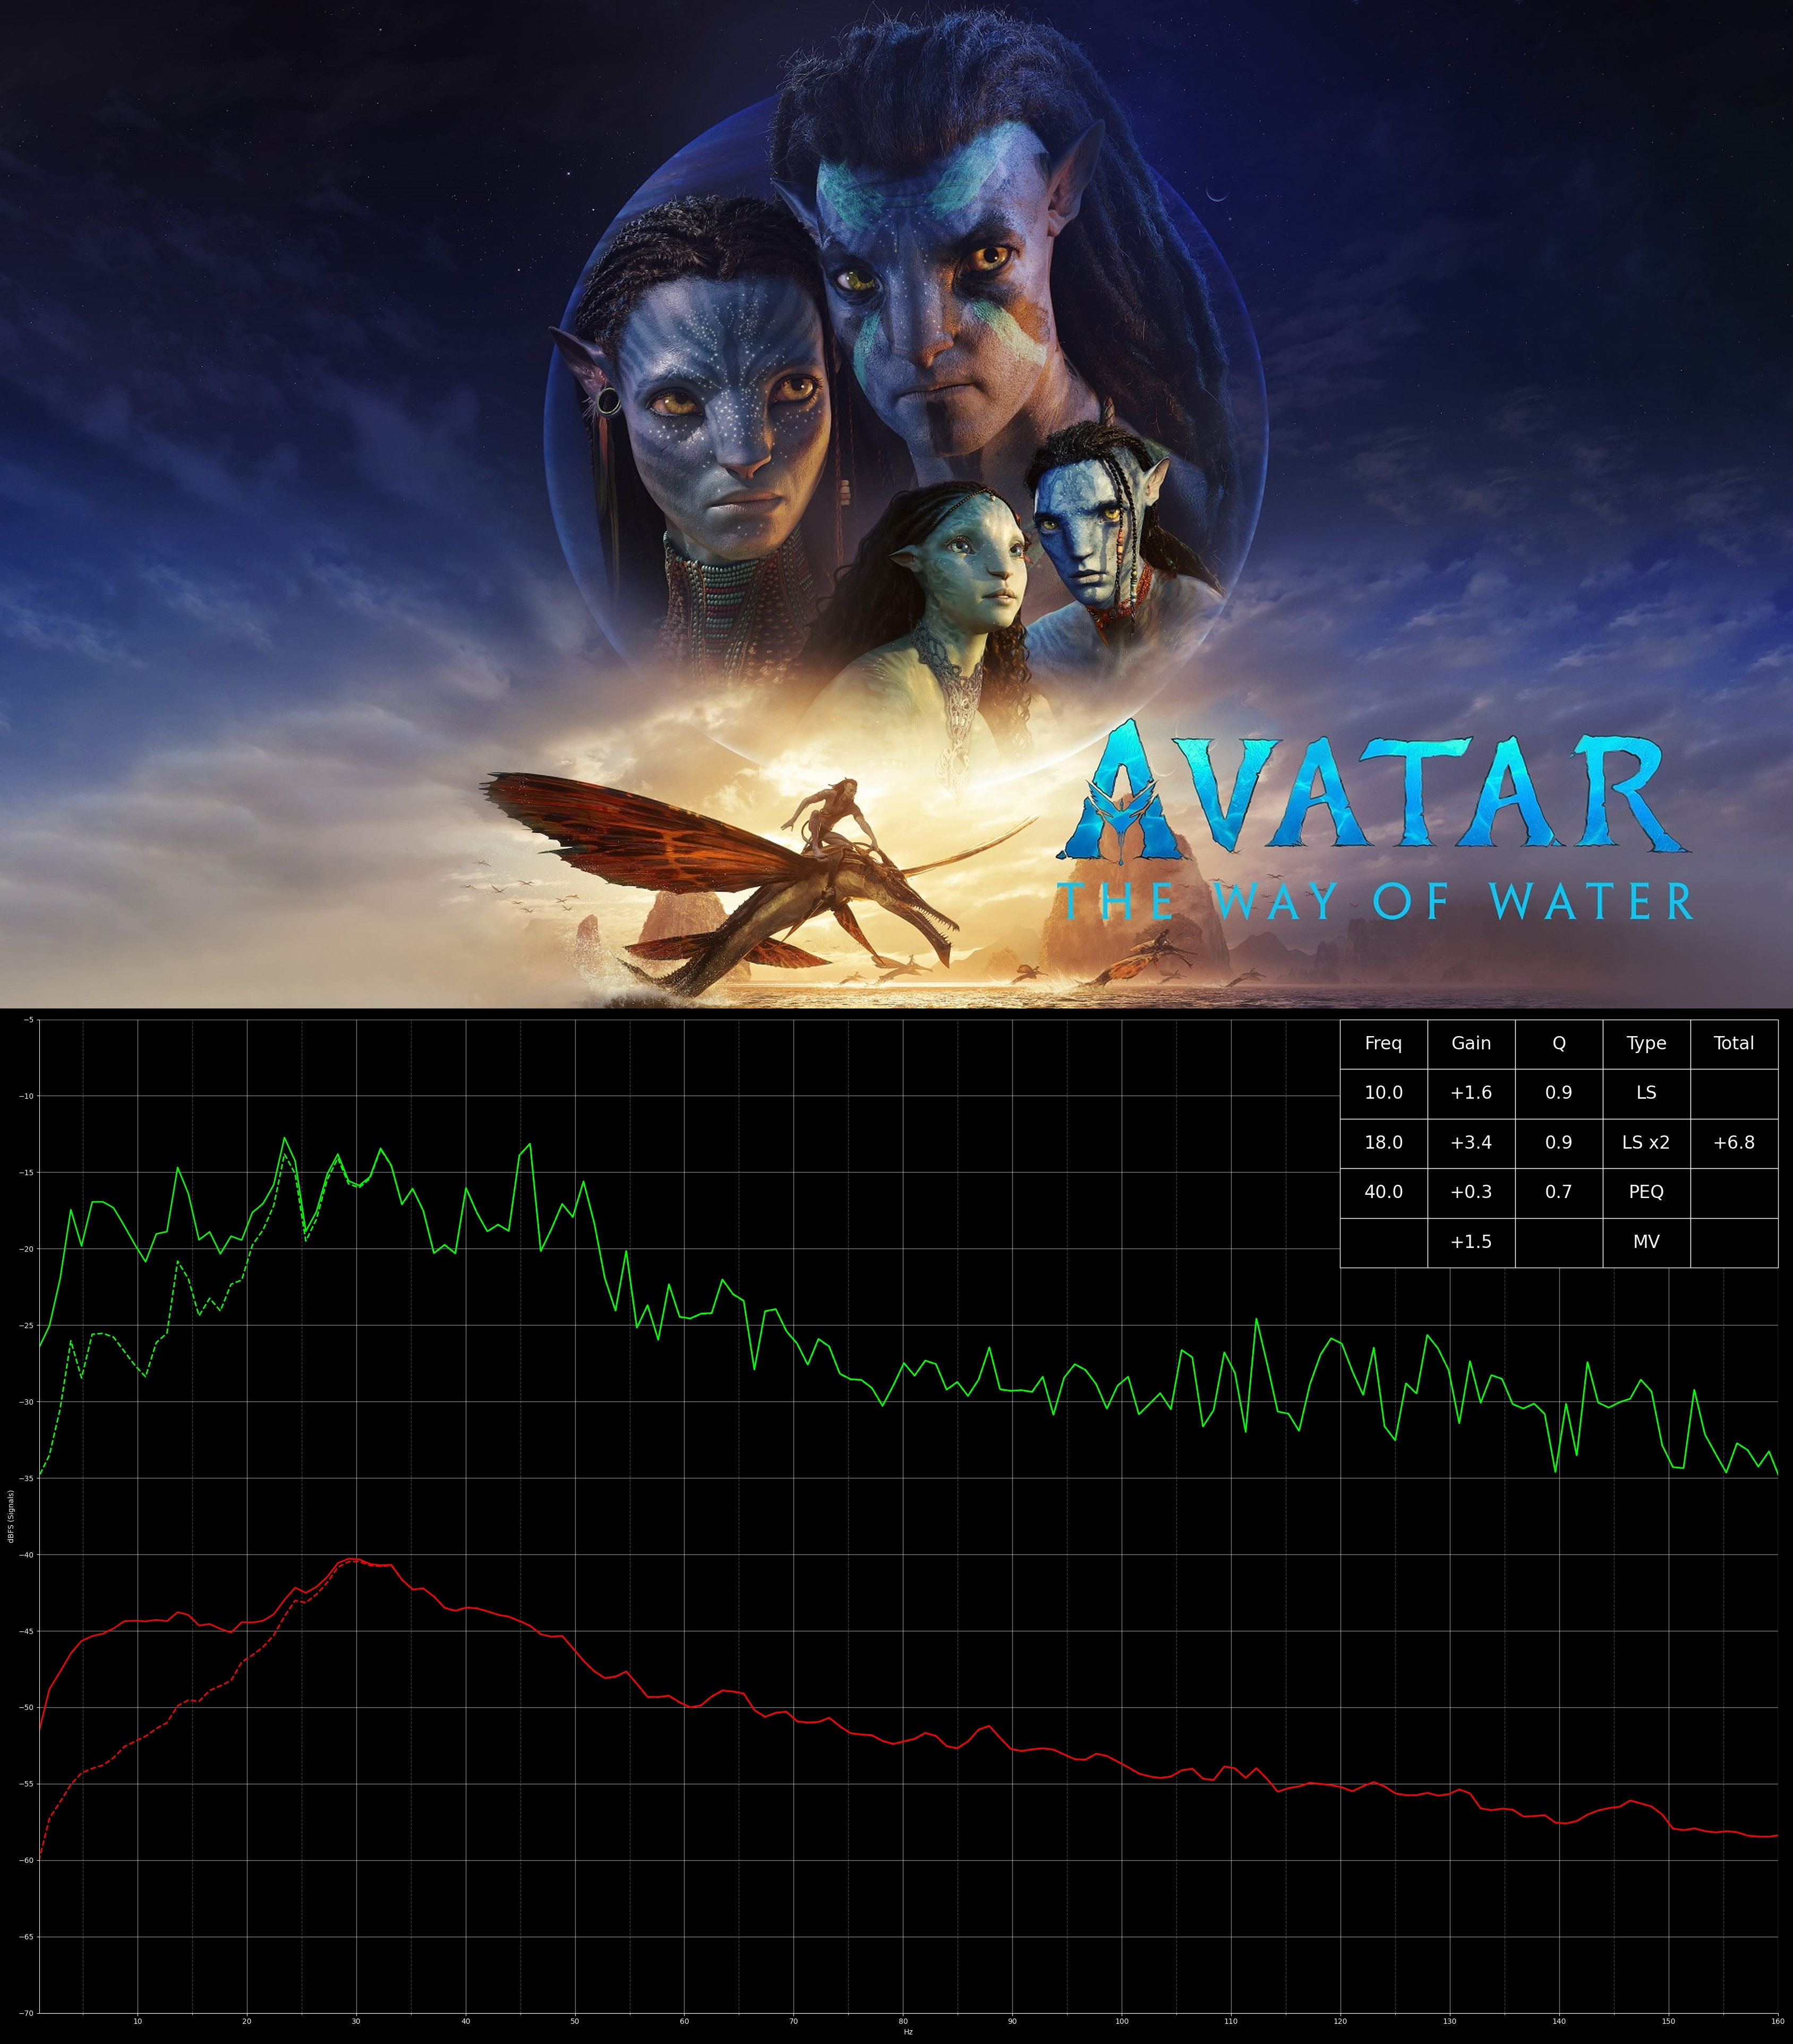 AVATAR
THE WAY OF WATER
Freq Gain Q Type Total
10.0 +1.6 0.9 LS
18.0 +3.4 0.9 LS x2 +6.8
40.0 +0.3 0.7 PEQ
+1.5 MV
−5
−10
−15
−20
−25
−30
−35
−40
−45
−50
−55
−60
−65
−70
dBFS (Signals)
10 20 30 40 50 60 70 80 90 100 110 120 130 140 150 160
Hz